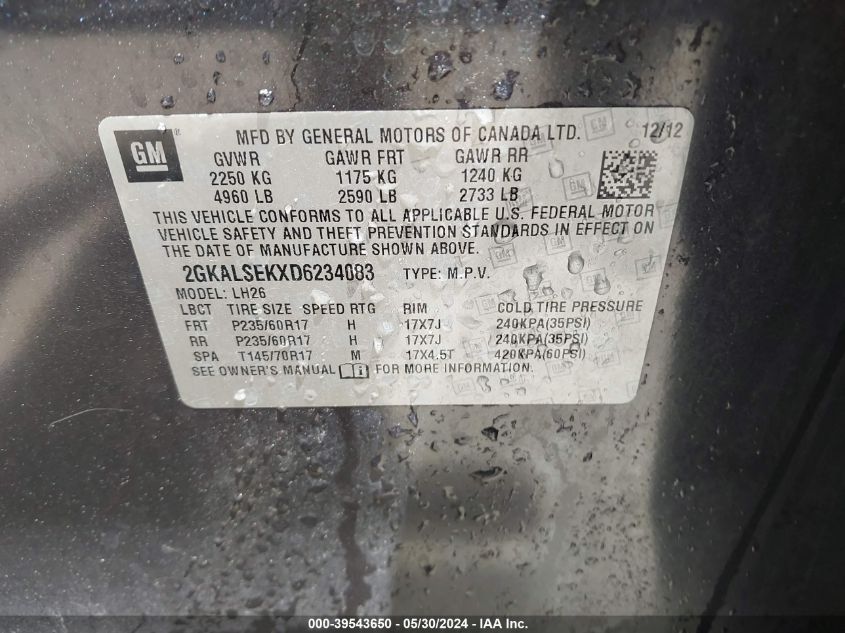 GM ®
MFD BY GENERAL MOTORS OF CANADA LTD. 12/12
GVWR GAWR FRT GAWR RR
2250 KG 1175 KG 1240 KG
4960 LB 2590 LB 2733 LB
THIS VEHICLE CONFORMS TO ALL APPLICABLE U.S. FEDERAL MOTOR
VEHICLE SAFETY AND THEFT PREVENTION STANDARDS IN EFFECT ON
THE DATE OF MANUFACTURE SHOWN ABOVE.
2GKALSEKXD6234083 TYPE: M.P.V.
MODEL: LH26
LBCT TIRE SIZE SPEED RTG RIM COLD TIRE PRESSURE
FRT P235/60R17 H 17X7J 240KPA(35PSI)
RR P235/60R17 H 17X7J 240KPA(35PSI)
SPA T145/70R17 M 17X4.5T 420KPA(60PSI)
SEE OWNER'S MANUAL FOR MORE INFORMATION.
000-39543650 - 05/30/2024 - IAA Inc.